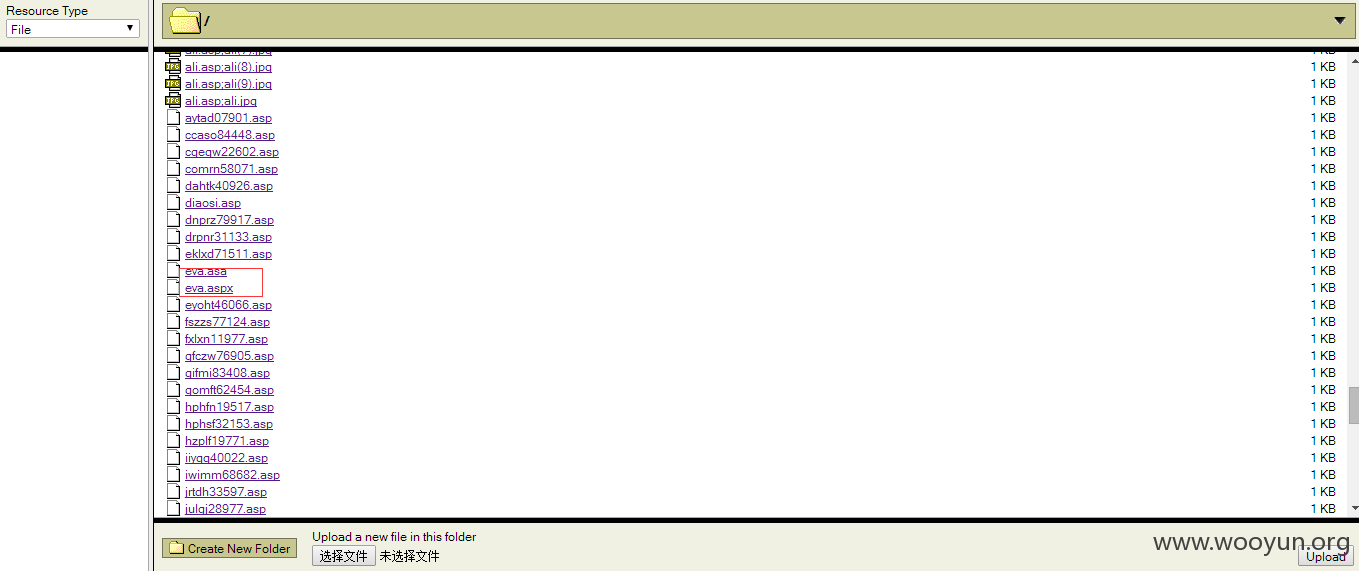 Resource Type
/
File
ali.asp;ali(7).jpg 1 KB
ali.asp;ali(8).jpg 1 KB
ali.asp;ali(9).jpg 1 KB
ali.asp;ali.jpg 1 KB
aytad07901.asp 1 KB
ccaso84448.asp 1 KB
cqeqw22602.asp 1 KB
comrn58071.asp 1 KB
dahtk40926.asp 1 KB
diaosi.asp 1 KB
dnprz79917.asp 1 KB
drpnr31133.asp 1 KB
eklxd71511.asp 1 KB
eva.asa 1 KB
eva.aspx 1 KB
eyoht46066.asp 1 KB
fszzs77124.asp 1 KB
fxlxn11977.asp 1 KB
gfczw76905.asp 1 KB
gifmi83408.asp 1 KB
gomft62454.asp 1 KB
hphfn19517.asp 1 KB
hphsf32153.asp 1 KB
hzplf19771.asp 1 KB
iiyqq40022.asp 1 KB
iwimm68682.asp 1 KB
jrtdh33597.asp 1 KB
julgj28977.asp 1 KB
Upload a new file in this folder
Create New Folder
选择文件 未选择文件
www.wooyun.org
Upload